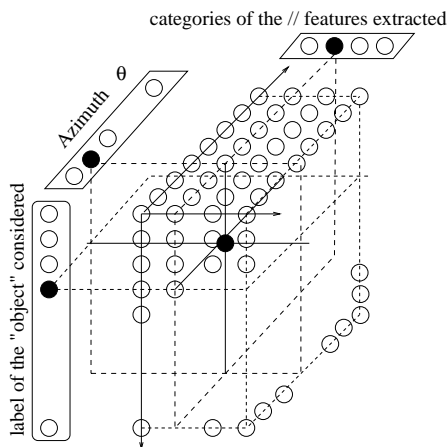 categories of the // features extracted
Azimuth θ
label of the "object" considered